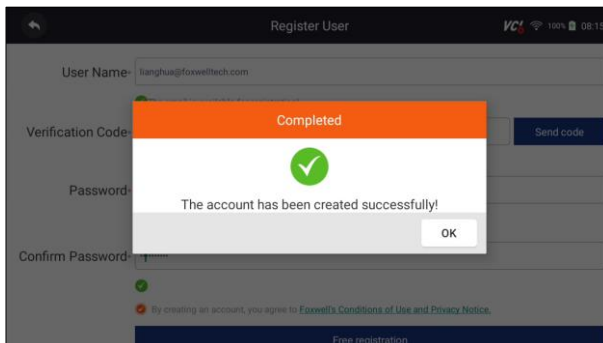 Register User
VCI 100% 08:15
User Name*
lianghua@foxwelltech.com
Completed
Verification Code*
Send code
Password*
The account has been created successfully!
OK
Confirm Password*
By creating an account, you agree to Foxwell's Conditions of Use and Privacy Notice.
Free registration